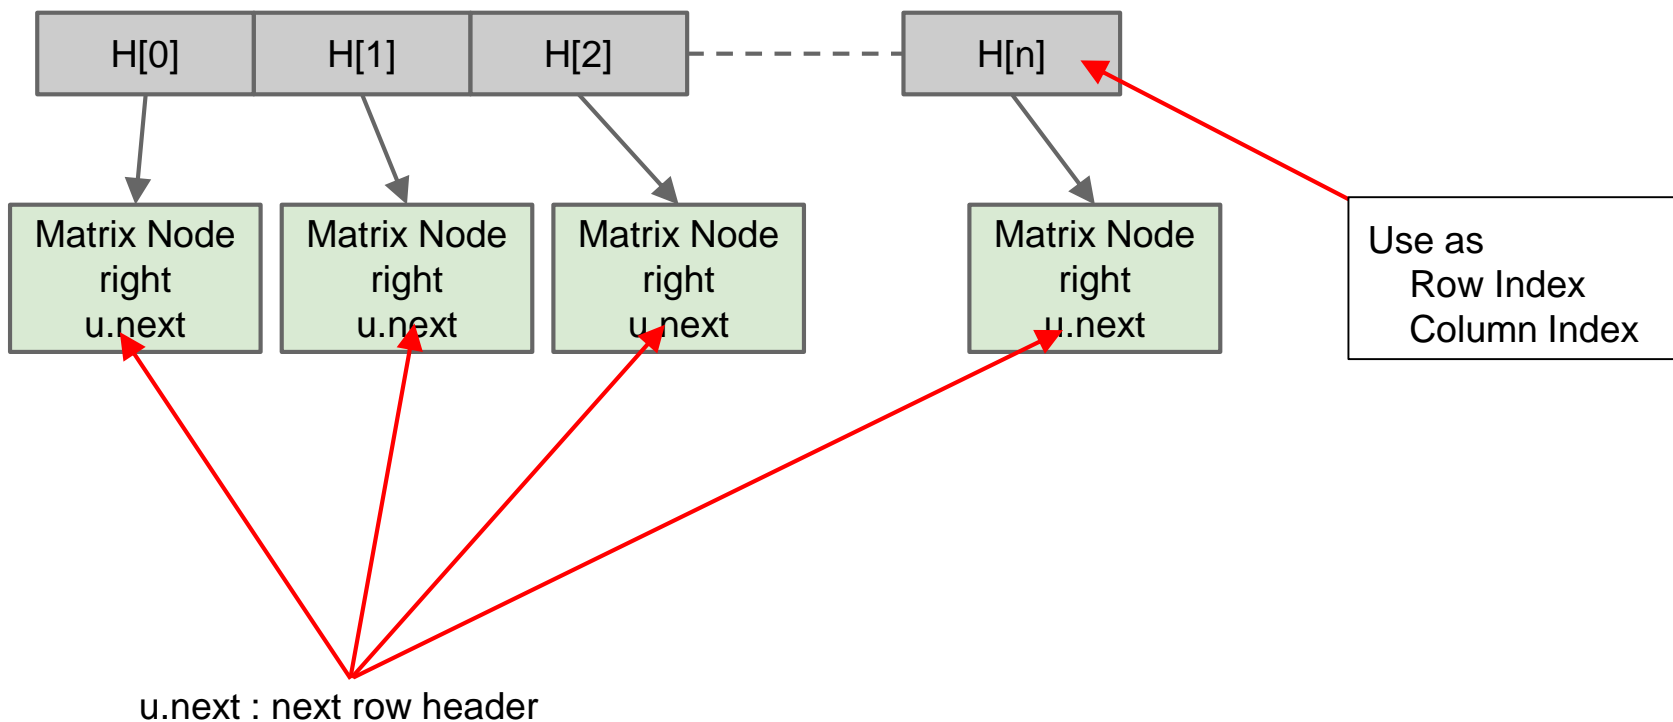 H[0]
H[1]
H[2]
H[n]
Matrix Node
right
u.next
Matrix Node
right
u.next
Matrix Node
right
u.next
Matrix Node
right
u.next
Use as
Row Index
Column Index
u.next : next row header